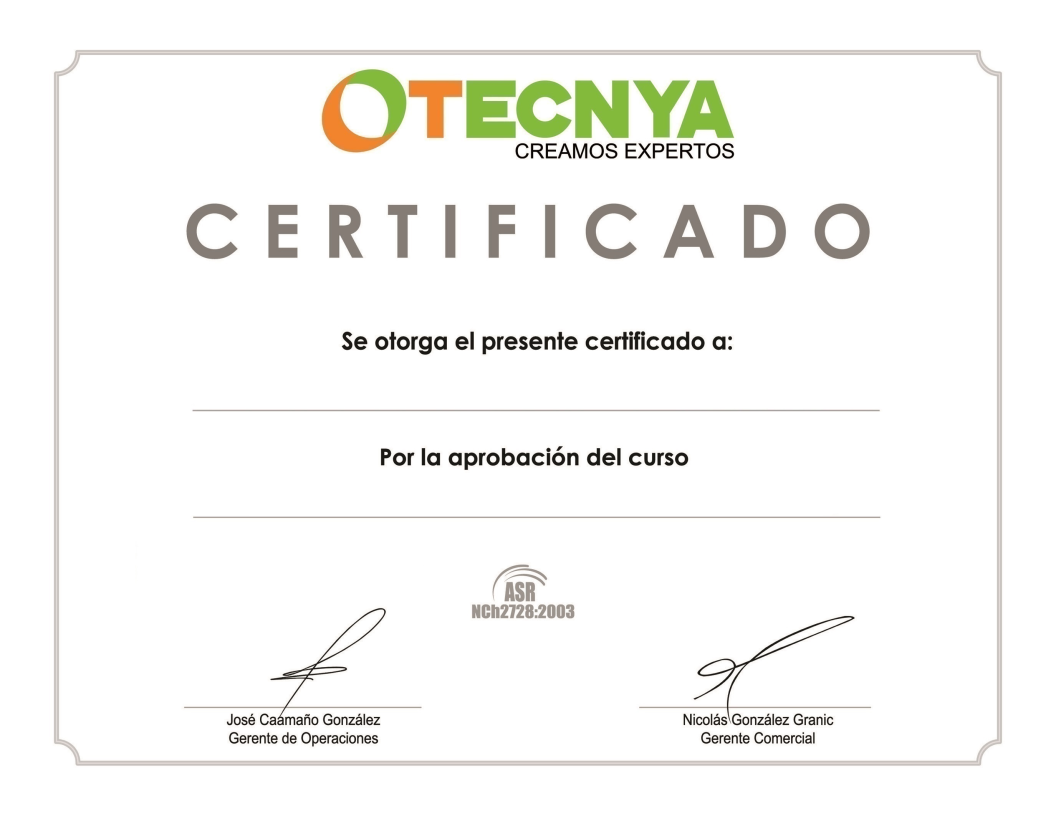 OTECNYA
CREAMOS EXPERTOS
CERTIFICADO
Se otorga el presente certificado a:
Por la aprobación del curso
ASR
NCh2728:2003
José Caamaño González
Gerente de Operaciones
Nicolás González Granic
Gerente Comercial